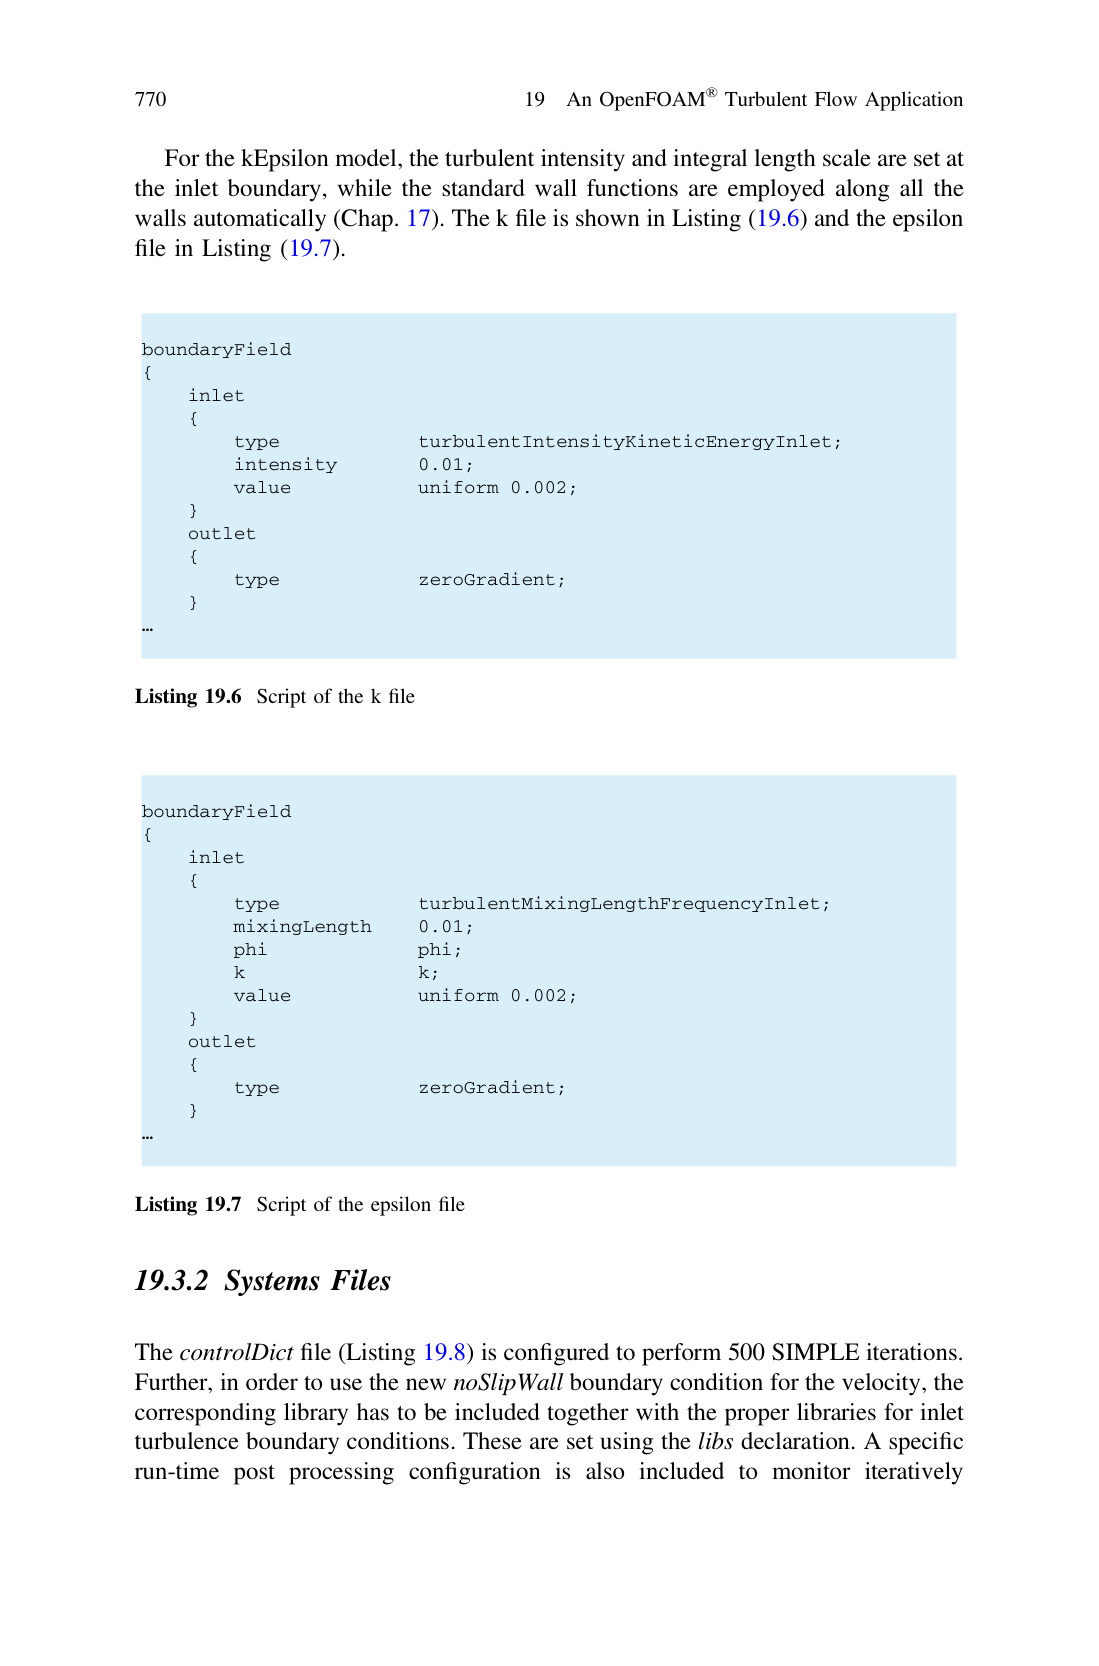 770 19 An OpenFOAM® Turbulent Flow Application
For the kEpsilon model, the turbulent intensity and integral length scale are set at
the inlet boundary, while the standard wall functions are employed along all the
walls automatically (Chap. 17). The k file is shown in Listing (19.6) and the epsilon
file in Listing (19.7).
boundaryField
{
    inlet
    {
        type            turbulentIntensityKineticEnergyInlet;
        intensity       0.01;
        value           uniform 0.002;
    }
    outlet
    {
        type            zeroGradient;
    }
…
Listing 19.6 Script of the k file
boundaryField
{
    inlet
    {
        type            turbulentMixingLengthFrequencyInlet;
        mixingLength    0.01;
        phi             phi;
        k               k;
        value           uniform 0.002;
    }
    outlet
    {
        type            zeroGradient;
    }
…
Listing 19.7 Script of the epsilon file
19.3.2 Systems Files
The controlDict file (Listing 19.8) is configured to perform 500 SIMPLE iterations.
Further, in order to use the new noSlipWall boundary condition for the velocity, the
corresponding library has to be included together with the proper libraries for inlet
turbulence boundary conditions. These are set using the libs declaration. A specific
run-time post processing configuration is also included to monitor iteratively